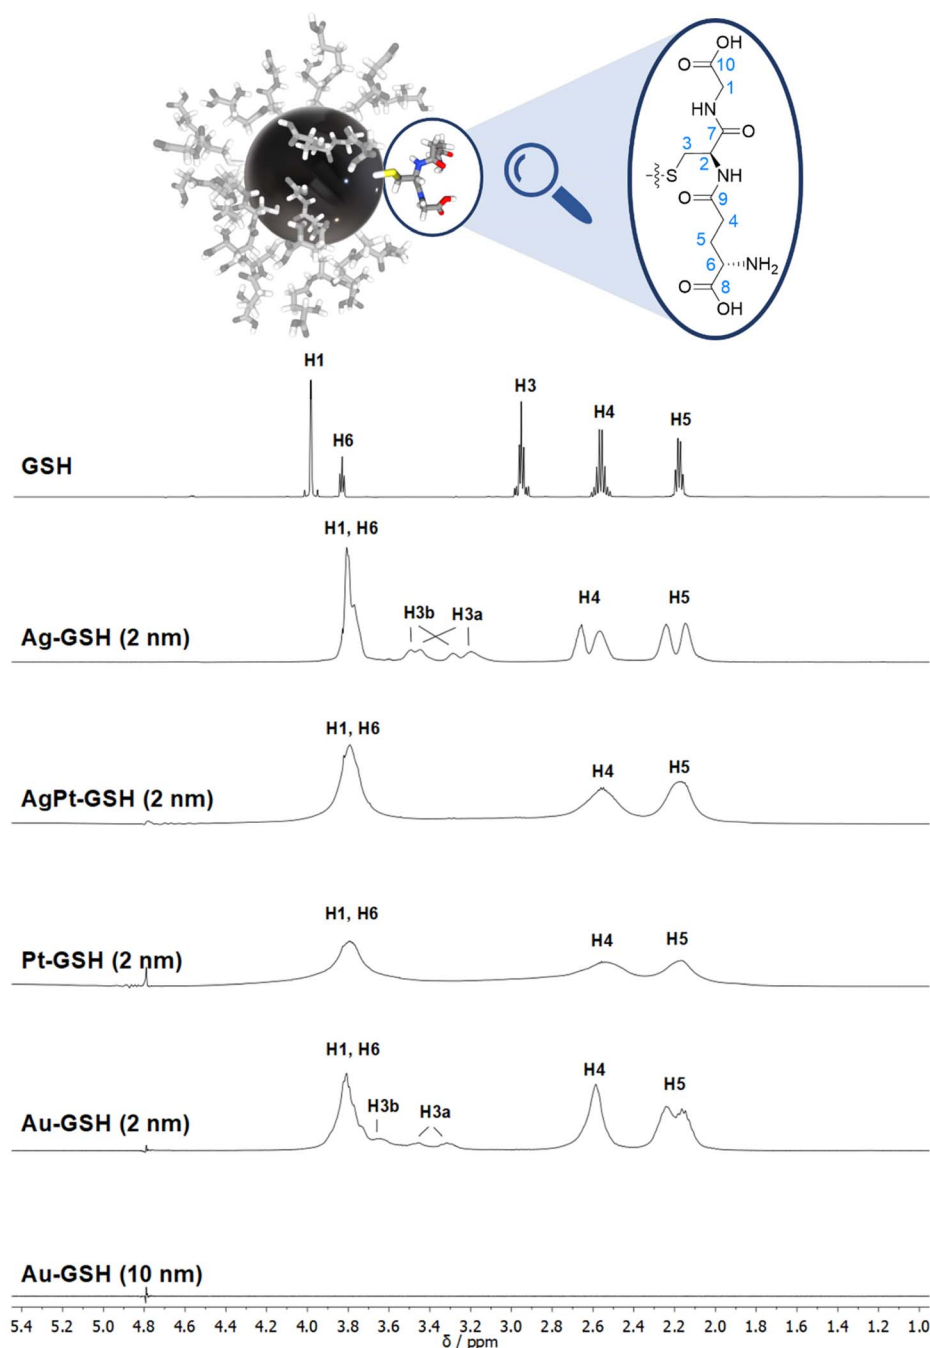 OH
O
10
1
HN
3
7
O
2
S
NH
O
9
4
5
6
NH2
O
8
OH
H1
H3
H4
H5
H6
GSH
H1, H6
H3b H3a
H4
H5
Ag-GSH (2 nm)
H1, H6
H4
H5
AgPt-GSH (2 nm)
H1, H6
H4
H5
Pt-GSH (2 nm)
H1, H6
H4
H5
H3b
H3a
Au-GSH (2 nm)
Au-GSH (10 nm)
5.4 5.2 5.0 4.8 4.6 4.4 4.2 4.0 3.8 3.6 3.4 3.2 3.0 2.8 2.6 2.4 2.2 2.0 1.8 1.6 1.4 1.2 1.0
δ / ppm